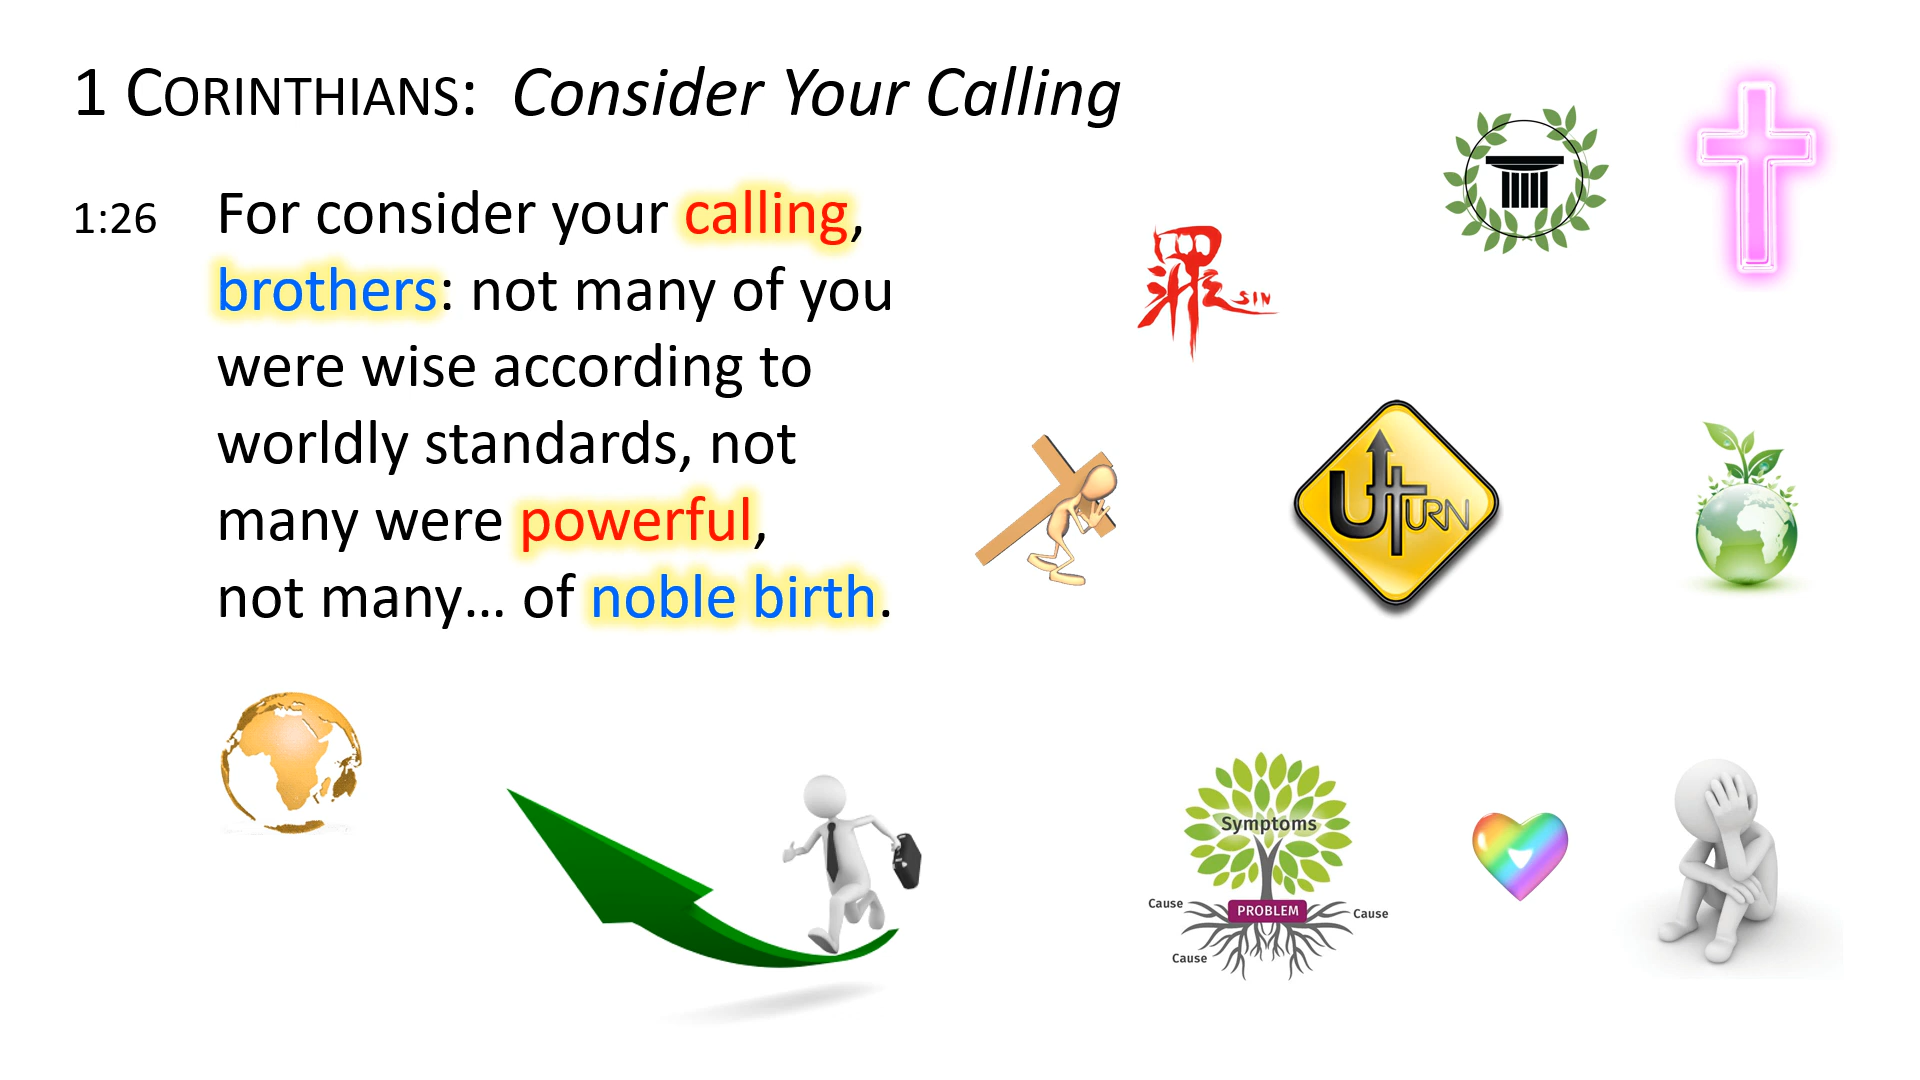 1 CORINTHIANS: Consider Your Calling
1:26 For consider your calling,
brothers: not many of you
were wise according to
worldly standards, not
many were powerful,
not many… of noble birth.
罪 SIN
U TURN
Symptoms
PROBLEM
Cause
Cause
Cause